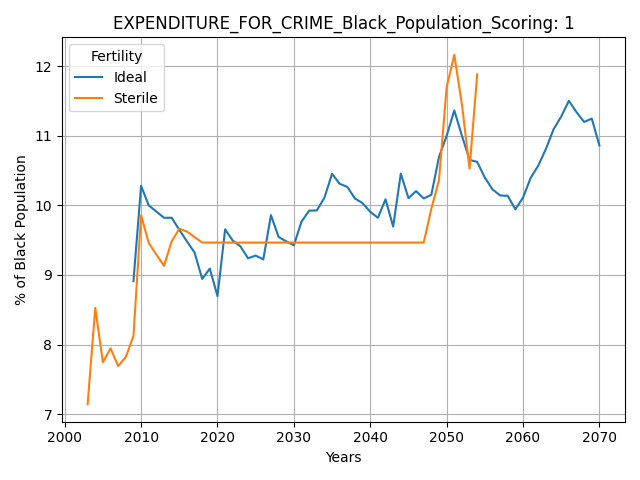 EXPENDITURE_FOR_CRIME_Black_Population_Scoring: 1
Fertility
Ideal
Sterile
% of Black Population
12
11
10
9
8
7
2000 2010 2020 2030 2040 2050 2060 2070
Years